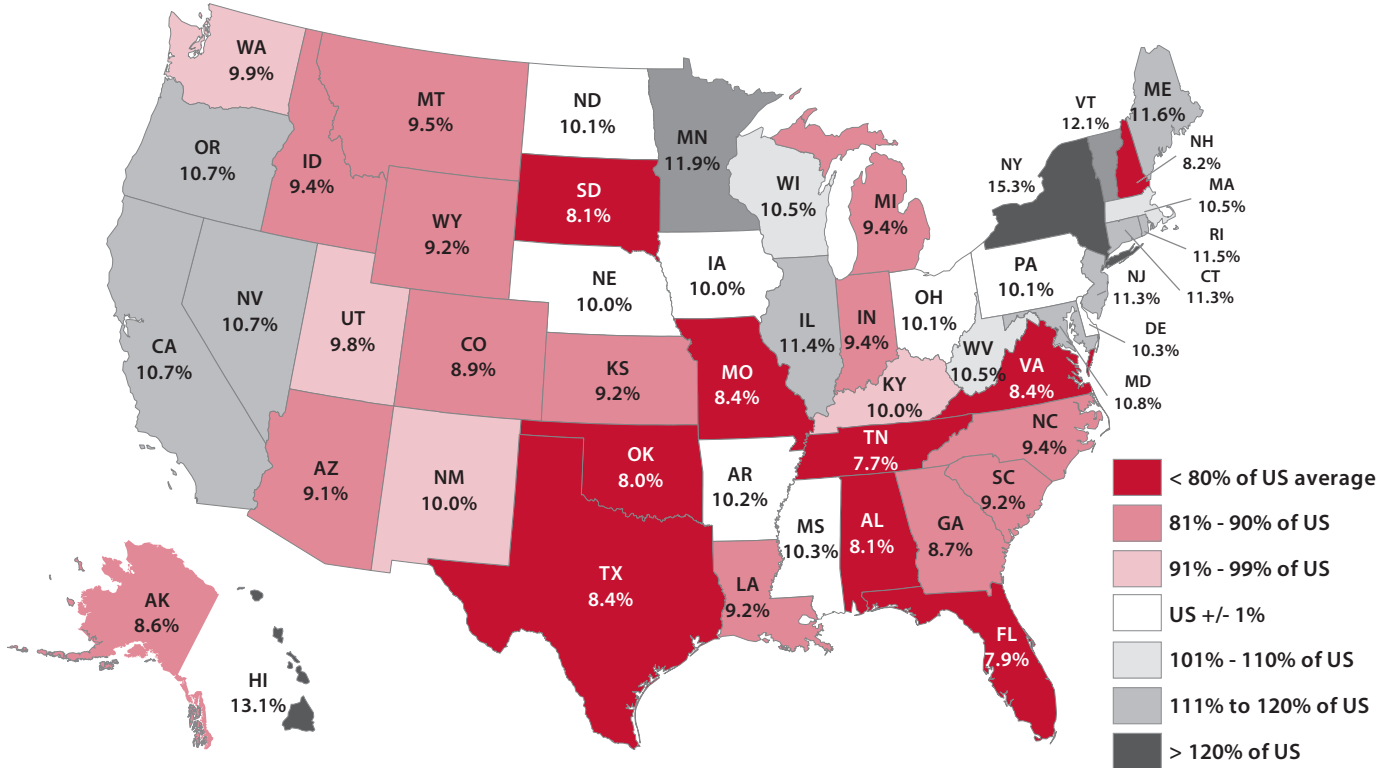 WA
9.9%
MT
9.5%
ND
10.1%
MN
11.9%
VT
12.1%
ME
11.6%
OR
10.7%
ID
9.4%
SD
8.1%
WI
10.5%
NY
15.3%
NH
8.2%
MA
10.5%
WY
9.2%
MI
9.4%
RI
11.5%
IA
10.0%
NE
10.0%
PA
10.1%
NJ
11.3%
CT
11.3%
NV
10.7%
UT
9.8%
OH
10.1%
IL
11.4%
IN
9.4%
DE
10.3%
CA
10.7%
CO
8.9%
KS
9.2%
MO
8.4%
WV
10.5%
VA
8.4%
MD
10.8%
KY
10.0%
NC
9.4%
TN
7.7%
AZ
9.1%
NM
10.0%
OK
8.0%
AR
10.2%
SC
9.2%
MS
10.3%
AL
8.1%
GA
8.7%
TX
8.4%
LA
9.2%
FL
7.9%
AK
8.6%
HI
13.1%
< 80% of US average
81% - 90% of US
91% - 99% of US
US +/- 1%
101% - 110% of US
111% to 120% of US
> 120% of US